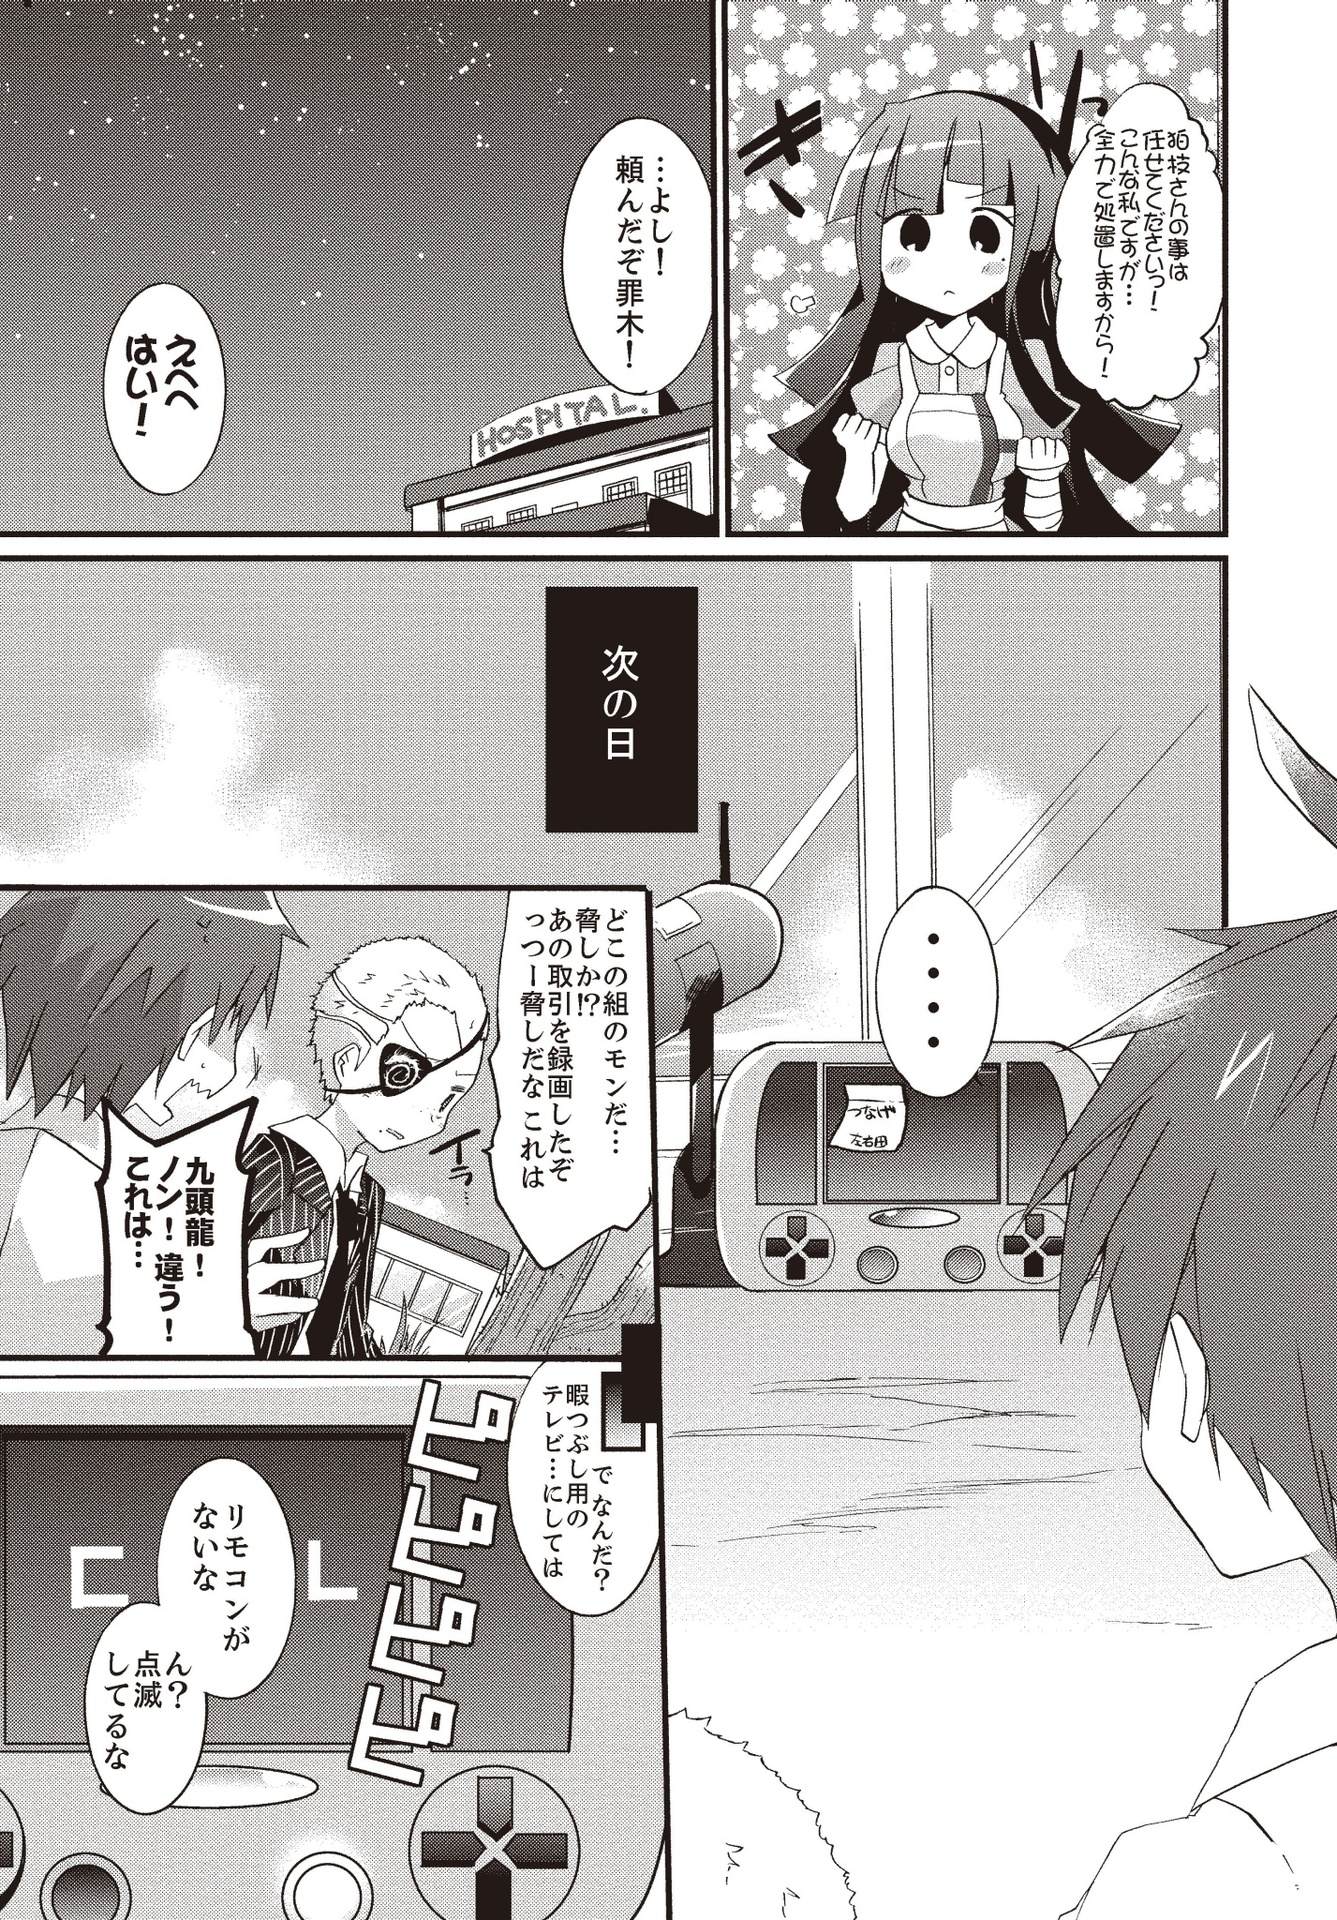 狛枝さんの事は
任せてくださいっ!
こんな私ですが…
全力で処置しますから!
…よし!
頼んだぞ罪木!
HOSPITAL.
えへへ
はい!
次の日
・・・・
つなげ
左右田
どこの組のモンだ…
脅しか!?
あの取引を録画したぞ
っつー脅しだなこれは
イラ
九頭龍!
ノン!違う!
これは…
でなんだ?
暇つぶし用の
テレビ…にしては
ピピピピピピピピ
リモコンが
ないな
ん?
点滅
してるな